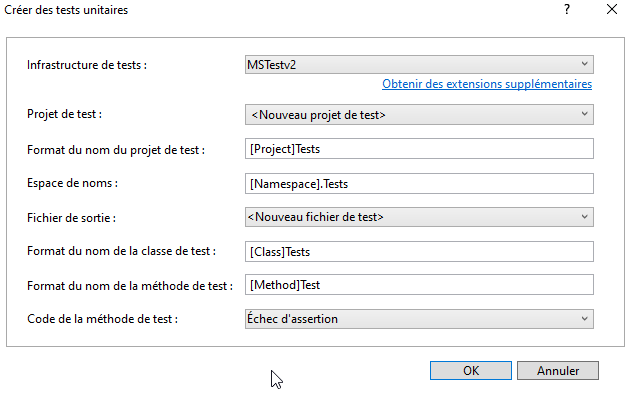 Créer des tests unitaires
?
Infrastructure de tests :
MSTestv2
Obtenir des extensions supplémentaires
Projet de test :
<Nouveau projet de test>
Format du nom du projet de test :
[Project]Tests
Espace de noms :
[Namespace].Tests
Fichier de sortie :
<Nouveau fichier de test>
Format du nom de la classe de test :
[Class]Tests
Format du nom de la méthode de test :
[Method]Test
Code de la méthode de test :
Échec d'assertion
OK
Annuler